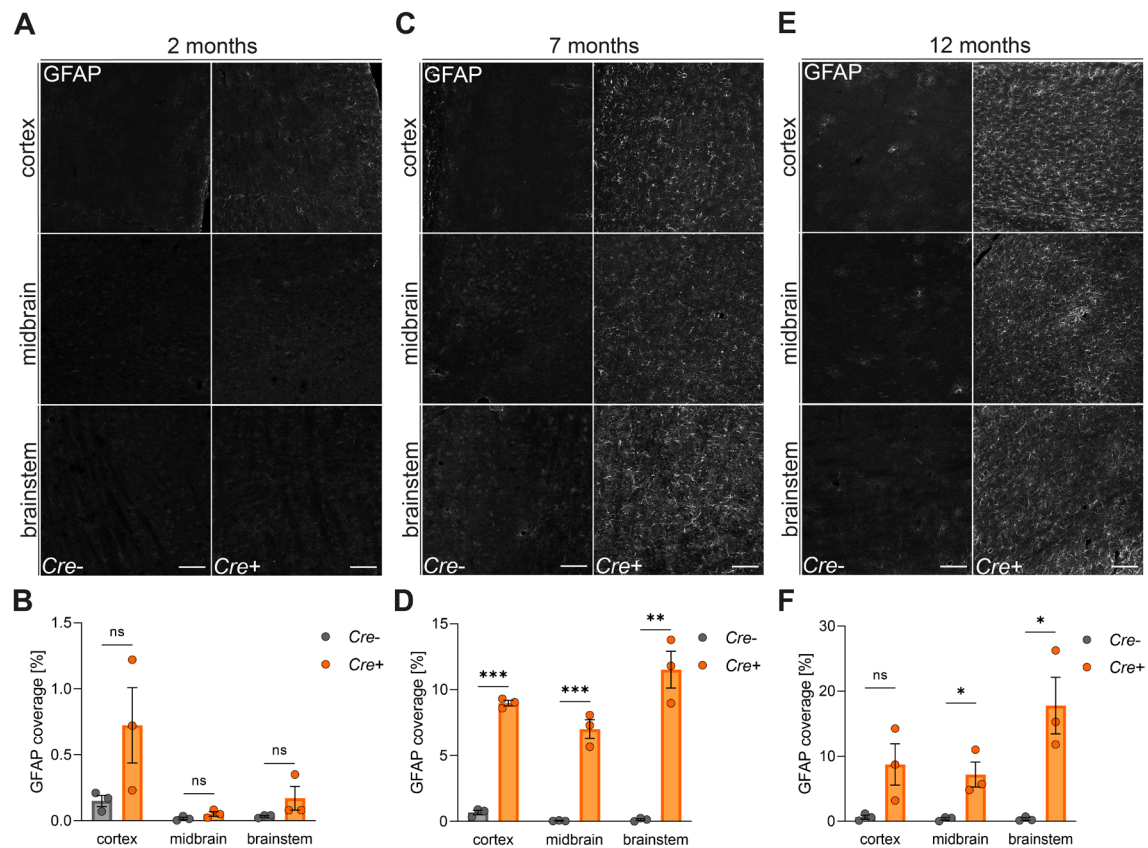 A
2 months
GFAP
cortex
midbrain
brainstem
Cre-
Cre+
C
7 months
GFAP
cortex
midbrain
brainstem
Cre-
Cre+
E
12 months
GFAP
cortex
midbrain
brainstem
Cre-
Cre+
B
GFAP coverage [%]
1.5
1.0
0.5
0.0
ns
ns
ns
cortex
midbrain
brainstem
Cre-
Cre+
D
GFAP coverage [%]
15
10
5
0
***
***
**
cortex
midbrain
brainstem
Cre-
Cre+
F
GFAP coverage [%]
30
20
10
0
ns
*
*
cortex
midbrain
brainstem
Cre-
Cre+